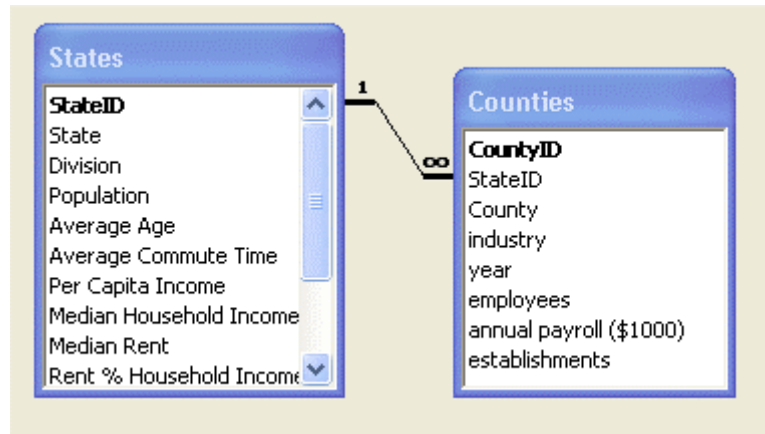 States
StateID
State
Division
Population
Average Age
Average Commute Time
Per Capita Income
Median Household Income
Median Rent
Rent % Household Income
1
∞
Counties
CountyID
StateID
County
industry
year
employees
annual payroll ($1000)
establishments